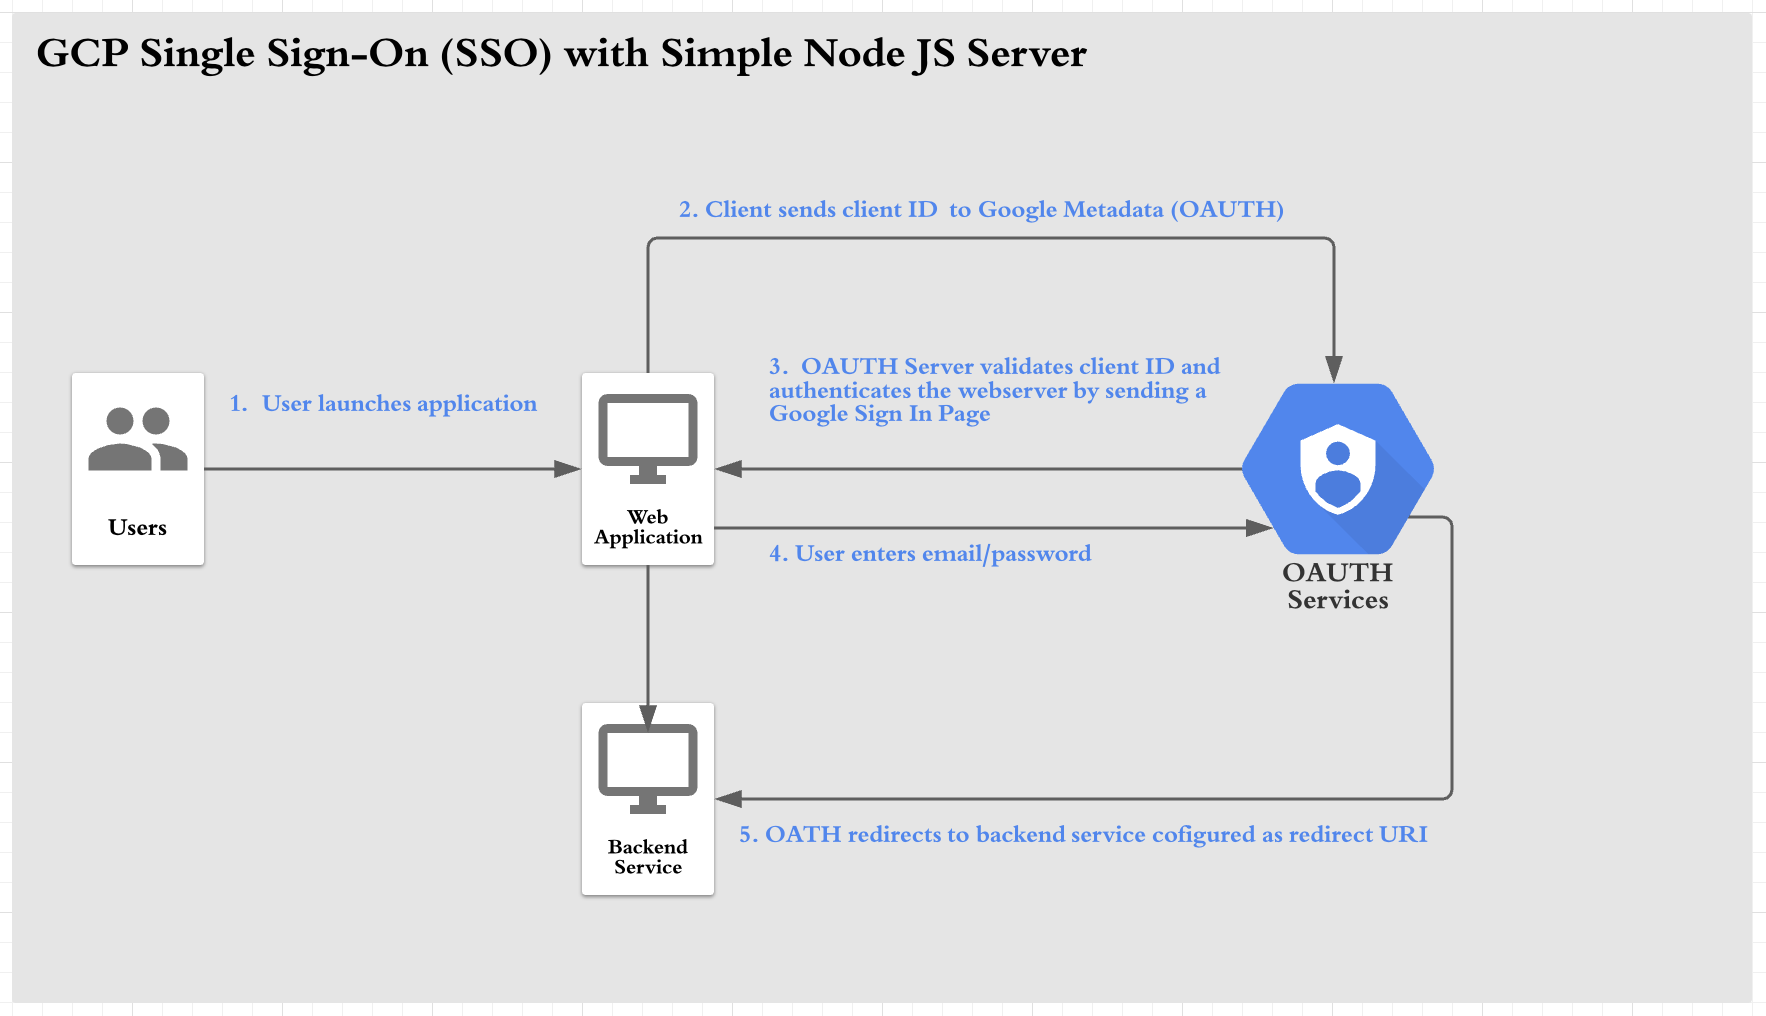 GCP Single Sign-On (SSO) with Simple Node JS Server
2. Client sends client ID to Google Metadata (OAUTH)
3. OAUTH Server validates client ID and
authenticates the webserver by sending a
Google Sign In Page
1. User launches application
Users
Web
Application
4. User enters email/password
OAUTH
Services
5. OATH redirects to backend service cofigured as redirect URI
Backend
Service